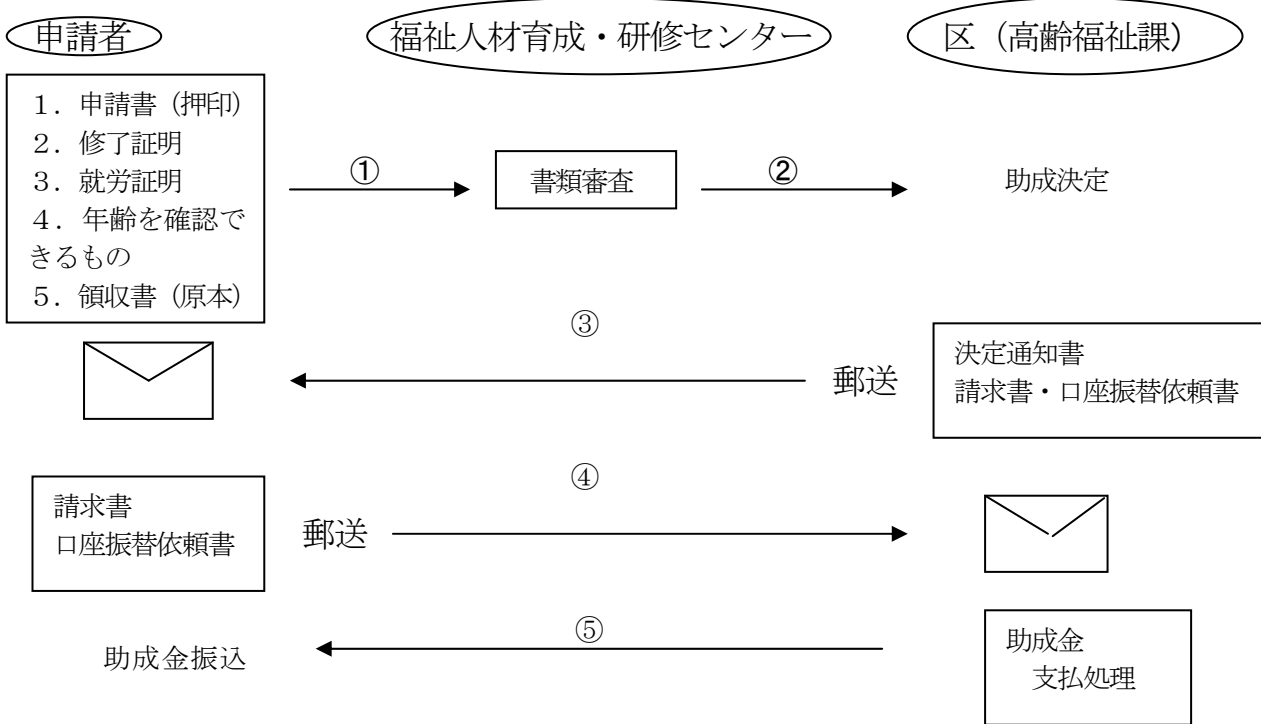 申請者
福祉人材育成・研修センター
区（高齢福祉課）
１．申請書（押印）
２．修了証明
３．就労証明
４．年齢を確認で
きるもの
５．領収書（原本）
①
書類審査
②
助成決定
③
郵送
決定通知書
請求書・口座振替依頼書
④
請求書
口座振替依頼書
郵送
⑤
助成金振込
助成金
支払処理